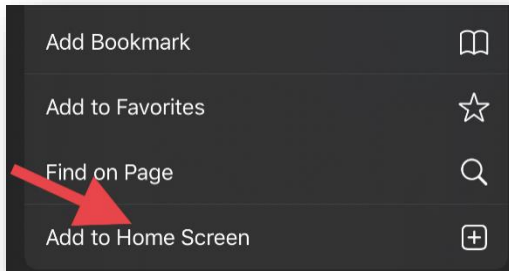 Add Bookmark
Add to Favorites
Find on Page
Add to Home Screen